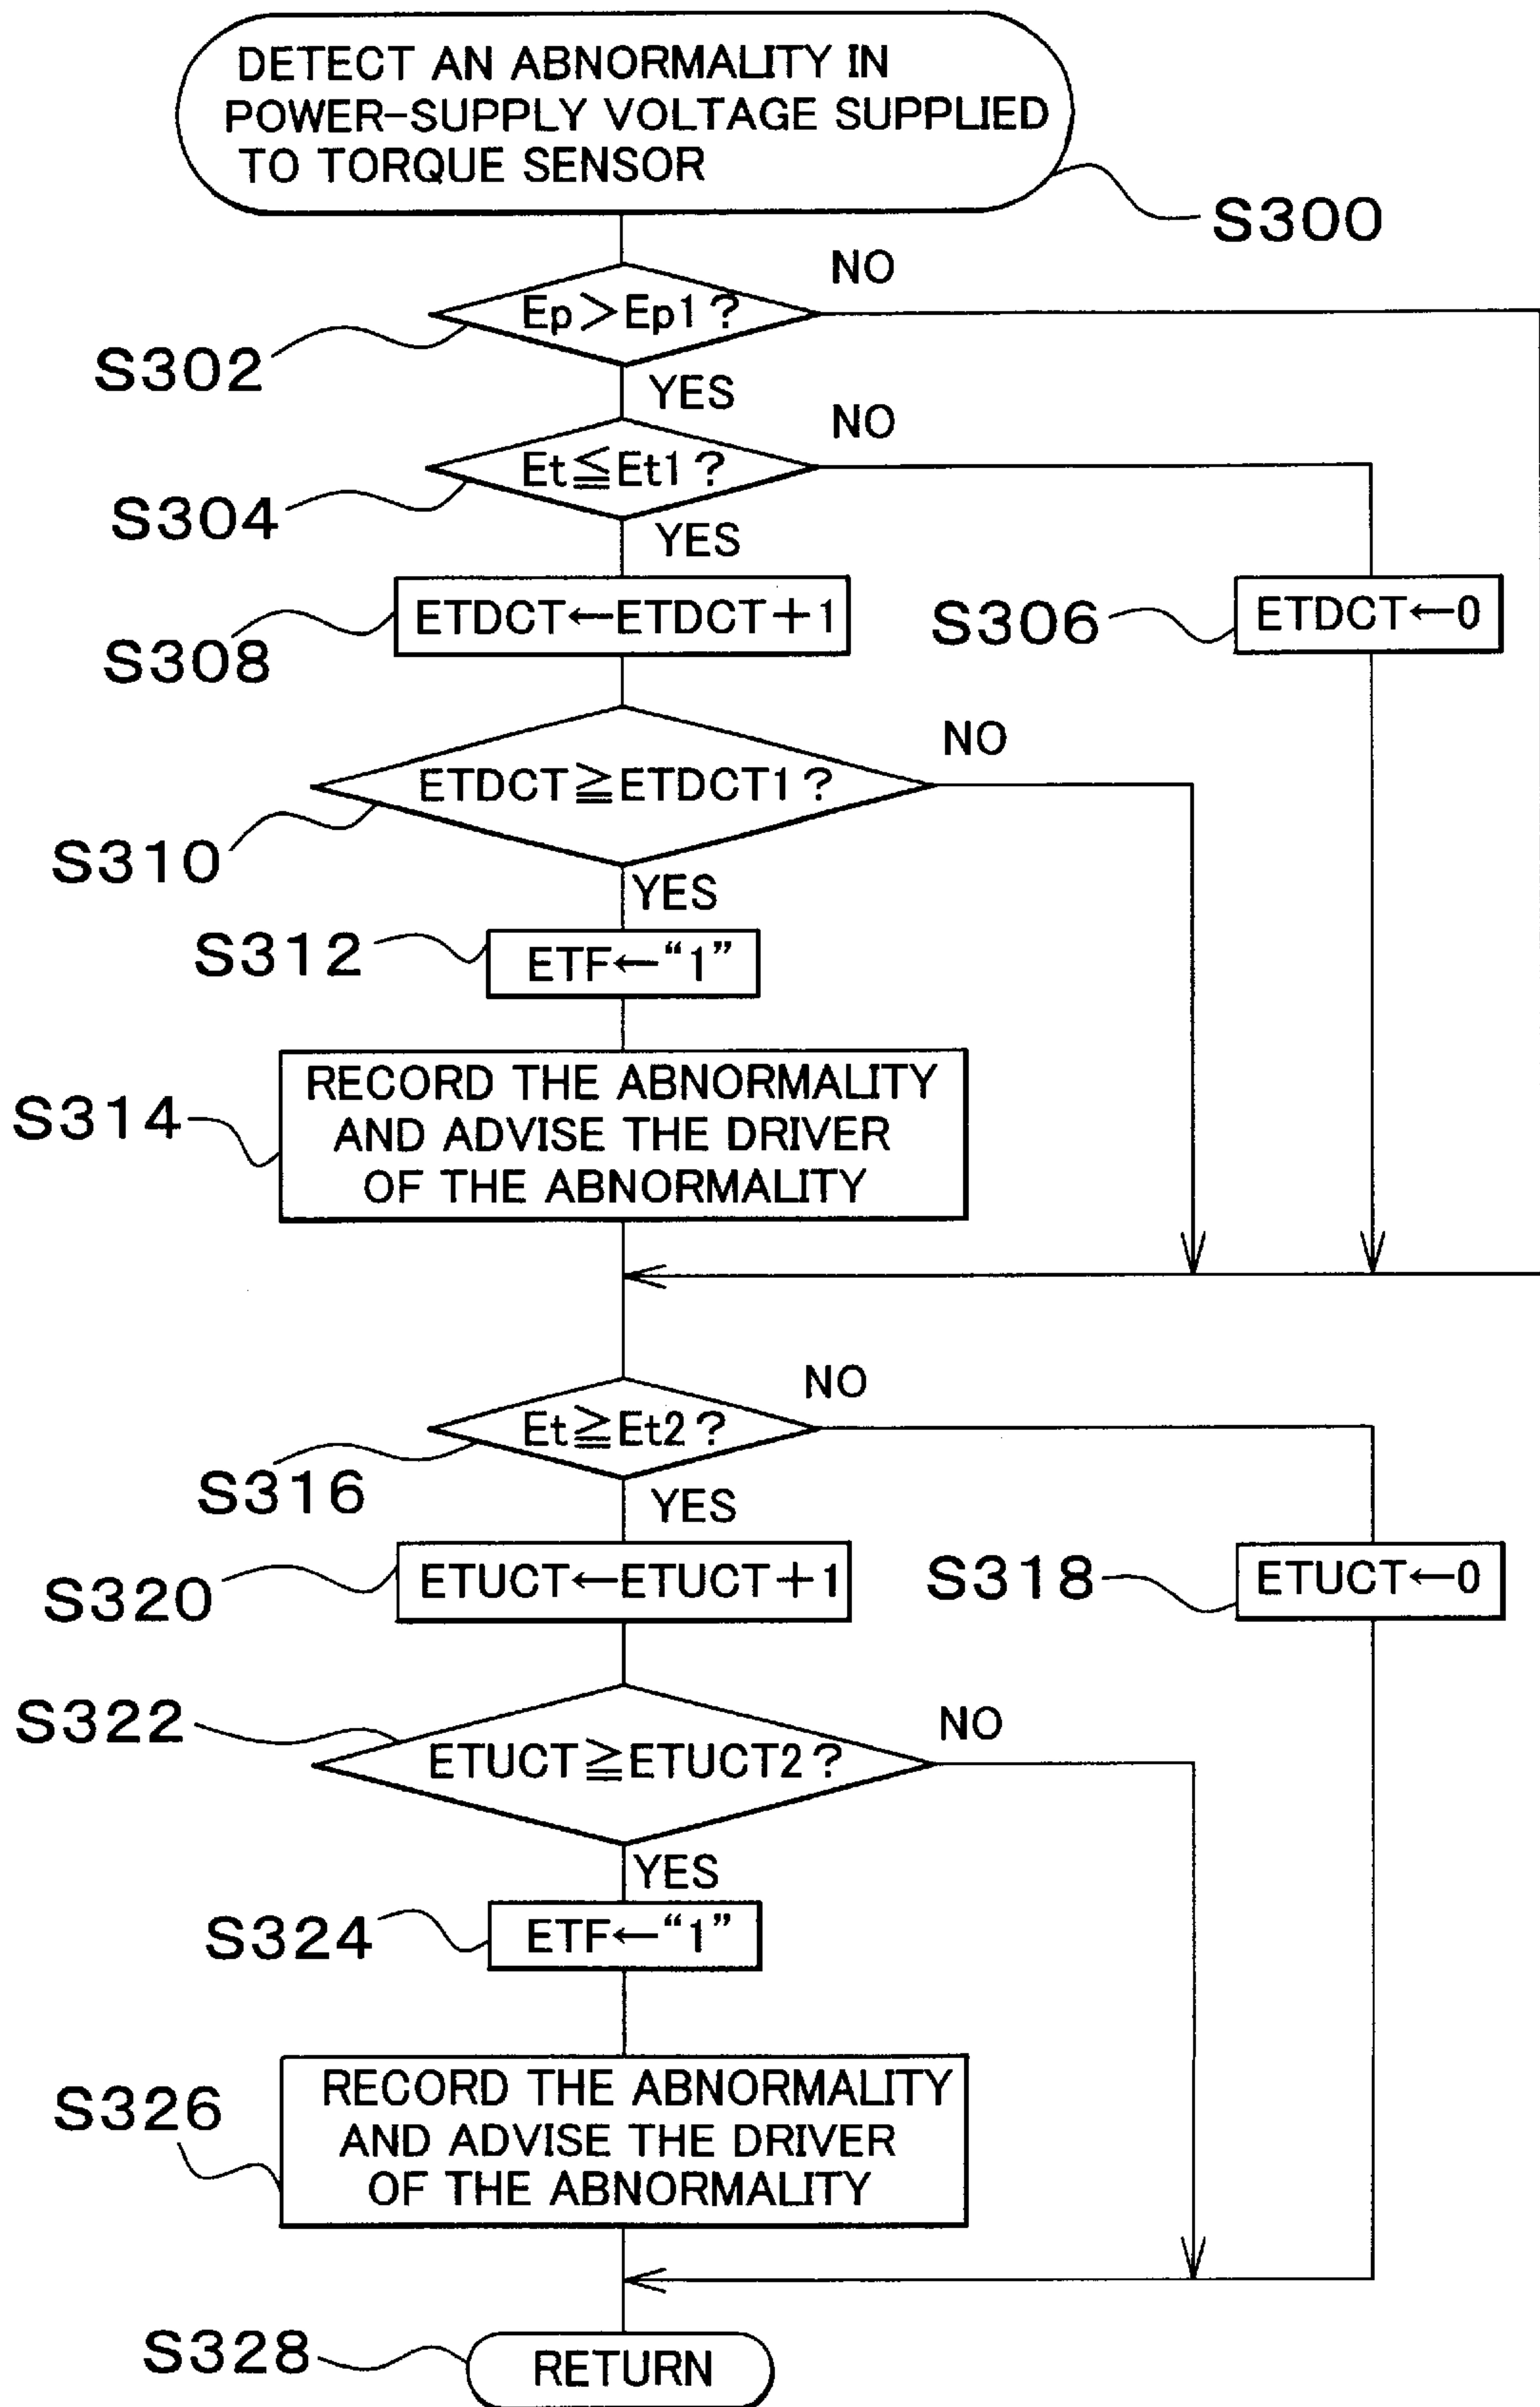 DETECT AN ABNORMALITY IN
POWER-SUPPLY VOLTAGE SUPPLIED
TO TORQUE SENSOR
S300
NO
Ep>Ep1?
S302
YES
NO
Et≦Et1?
S304
YES
ETDCT←ETDCT+1
S308
S306
ETDCT←0
NO
ETDCT≧ETDCT1?
S310
YES
S312
ETF←“1”
S314
RECORD THE ABNORMALITY
AND ADVISE THE DRIVER
OF THE ABNORMALITY
NO
Et≧Et2?
S316
YES
S320
ETUCT←ETUCT+1
S318
ETUCT←0
S322
NO
ETUCT≧ETUCT2?
YES
S324
ETF←“1”
S326
RECORD THE ABNORMALITY
AND ADVISE THE DRIVER
OF THE ABNORMALITY
S328
RETURN